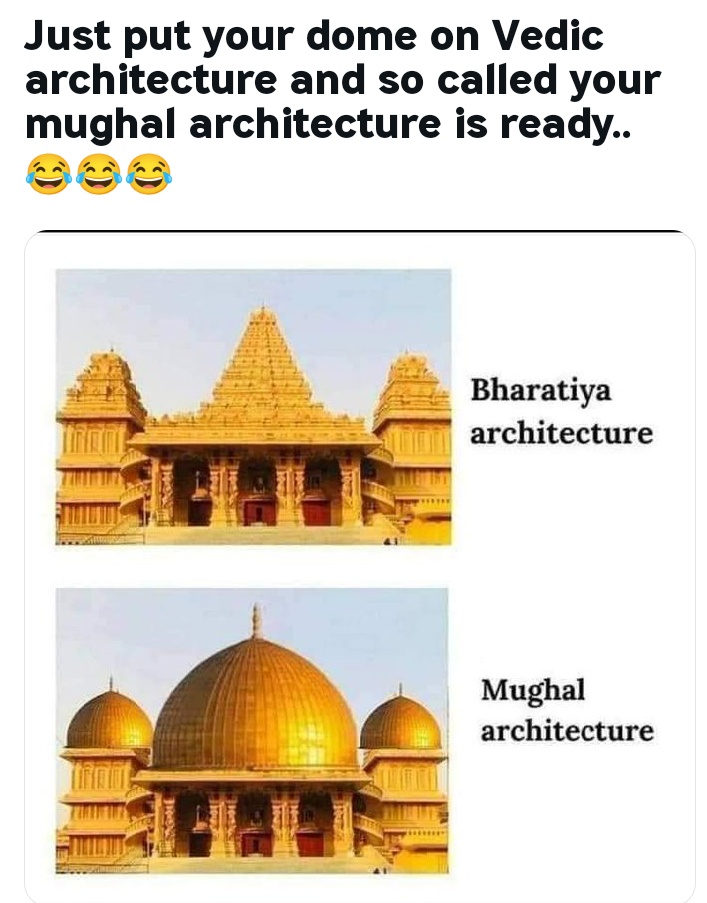 Just put your dome on Vedic
architecture and so called your
mughal architecture is ready..
😂😂😂
Bharatiya
architecture
Mughal
architecture